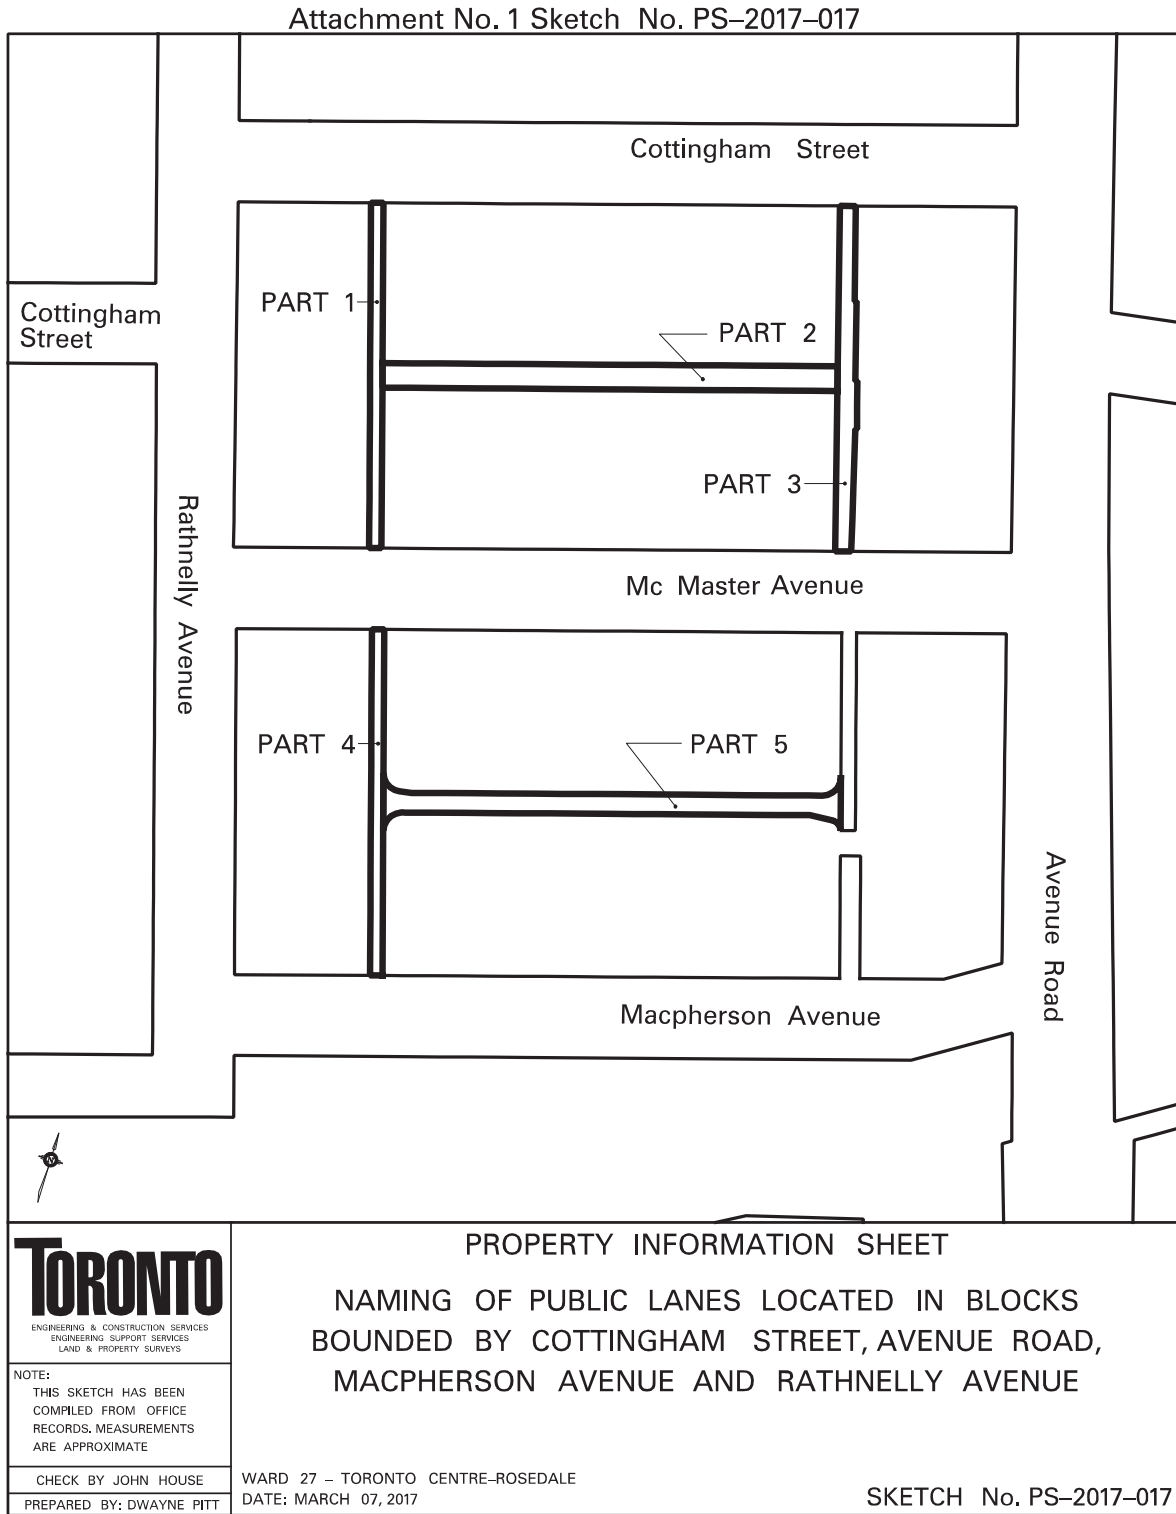 Attachment No. 1 Sketch No. PS–2017–017
Cottingham Street
PART 1
Cottingham
Street
PART 2
PART 3
Rathnelly Avenue
Mc Master Avenue
PART 4
PART 5
Avenue Road
Macpherson Avenue
N
TORONTO
ENGINEERING & CONSTRUCTION SERVICES
ENGINEERING SUPPORT SERVICES
LAND & PROPERTY SURVEYS
NOTE:
THIS SKETCH HAS BEEN
COMPILED FROM OFFICE
RECORDS. MEASUREMENTS
ARE APPROXIMATE
CHECK BY JOHN HOUSE
PREPARED BY: DWAYNE PITT
PROPERTY INFORMATION SHEET
NAMING OF PUBLIC LANES LOCATED IN BLOCKS
BOUNDED BY COTTINGHAM STREET, AVENUE ROAD,
MACPHERSON AVENUE AND RATHNELLY AVENUE
WARD 27 – TORONTO CENTRE–ROSEDALE
DATE: MARCH 07, 2017
SKETCH No. PS–2017–017